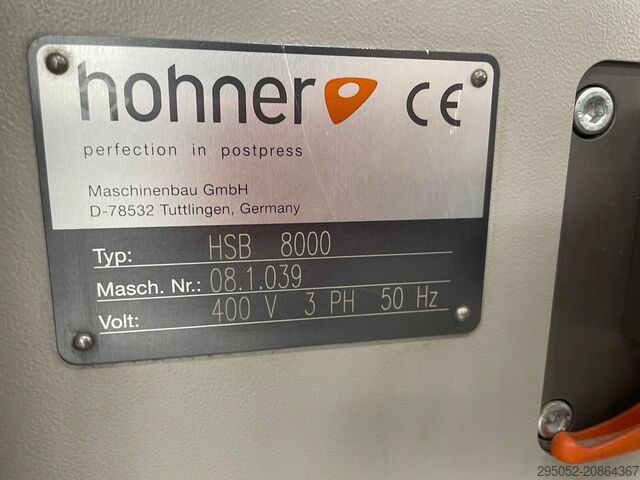 hohner CE
perfection in postpress
Maschinenbau GmbH
D-78532 Tuttlingen, Germany
Typ: HSB 8000
Masch. Nr.: 08.1.039
Volt: 400 V 3 PH 50 Hz
295052-20864367